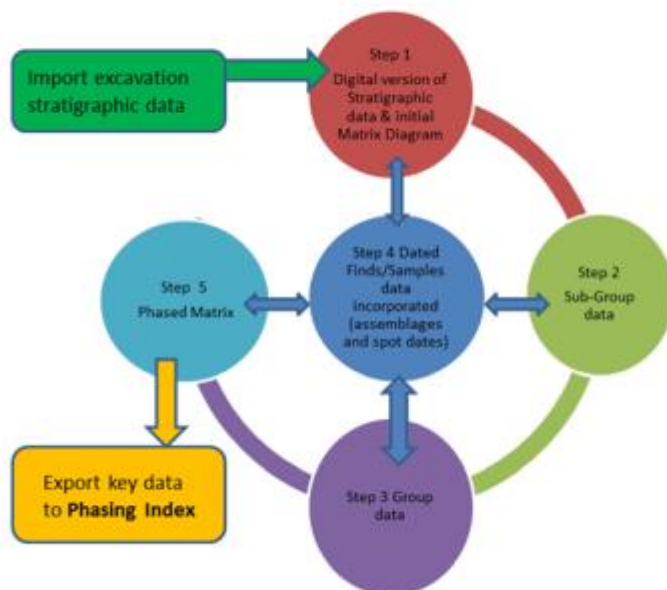 Import excavation
stratigraphic data
Step 1
Digital version of
Stratigraphic
data & initial
Matrix Diagram
Step 2
Sub-Group
data
Step 4 Dated
Finds/Samples
data
incorporated
(assemblages
and spot dates)
Step 5
Phased Matrix
Step 3 Group
data
Export key data
to Phasing Index